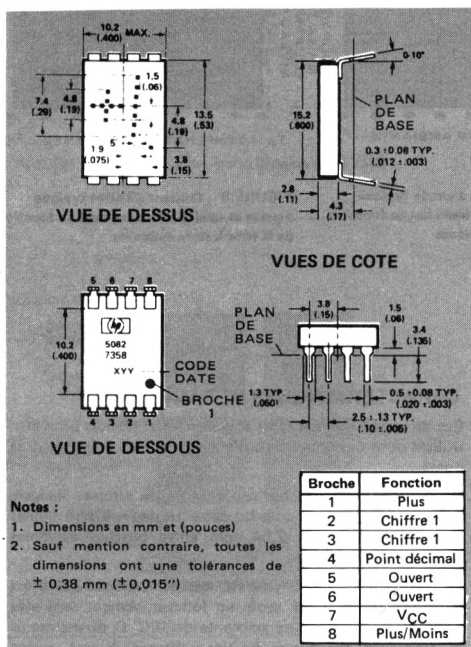 10.2
(.400) MAX.
1.5
(.06)
7.4
(.29)
4.8
(.19)
4.8
(.19)
13.5
(.53)
1.9
(.075)
5
3.8
(.15)
VUE DE DESSUS
0-10°
15.2
(.600)
PLAN
DE
BASE
0.3 ±0.08 TYP.
(.012 ±.003)
2.8
(.11)
4.3
(.17)
VUES DE COTE
5 6 7 8
10.2
(.400)
hp
5082
7358
XYY
CODE
DATE
BROCHE
1
4 3 2 1
VUE DE DESSOUS
PLAN
DE
BASE
3.8
(.15)
1.5
(.06)
3.4
(.135)
1.3 TYP.
(.050)
0.5 ±0.08 TYP.
(.020 ±.003)
2.5 ±.13 TYP.
(.10 ±.005)
Notes :
1. Dimensions en mm et (pouces)
2. Sauf mention contraire, toutes les
dimensions ont une tolérances de
± 0,38 mm (±0,015″)
Broche Fonction
1 Plus
2 Chiffre 1
3 Chiffre 1
4 Point décimal
5 Ouvert
6 Ouvert
7 VCC
8 Plus/Moins